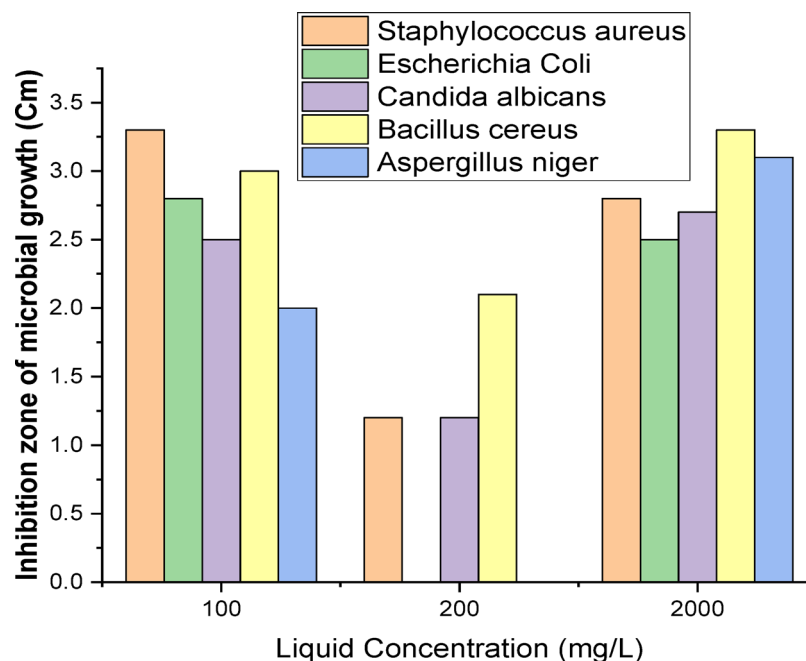 Staphylococcus aureus
Escherichia Coli
Candida albicans
Bacillus cereus
Aspergillus niger
Inhibition zone of microbial growth (Cm)
3.5
3.0
2.5
2.0
1.5
1.0
0.5
0.0
100 200 2000
Liquid Concentration (mg/L)